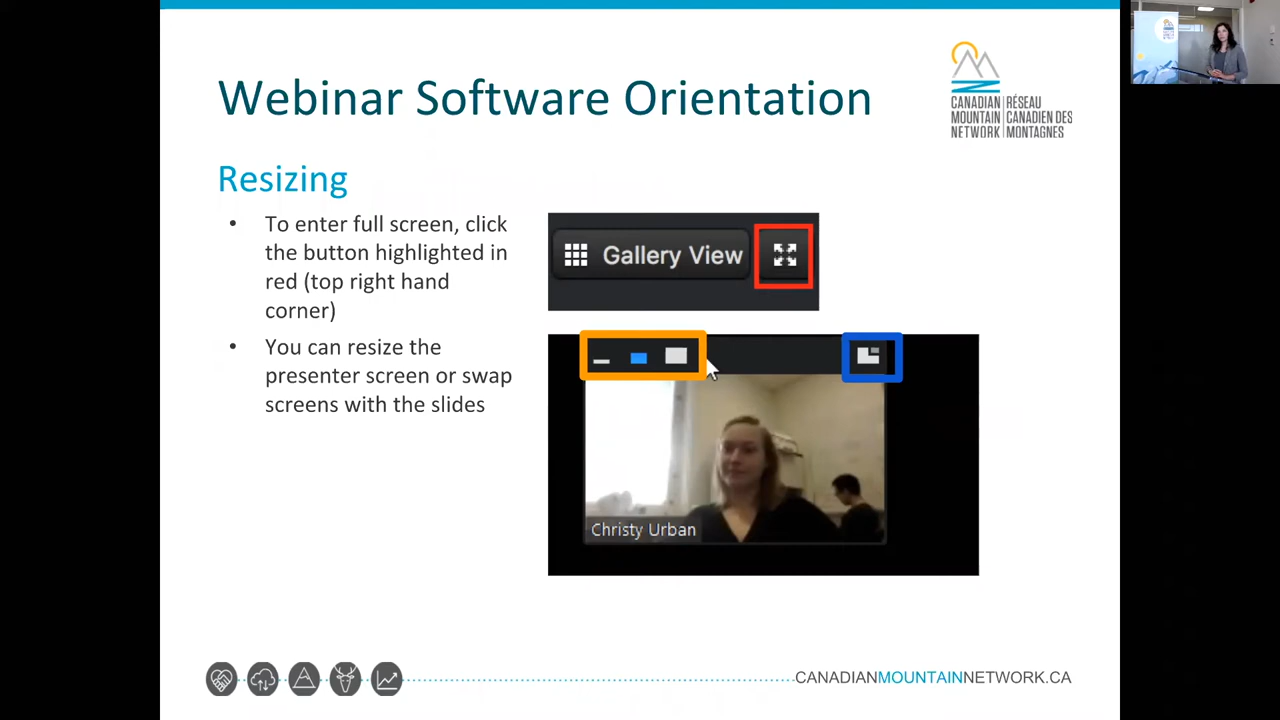 Webinar Software Orientation
CANADIAN
MOUNTAIN
NETWORK
RÉSEAU
CANADIEN DES
MONTAGNES
Resizing
• To enter full screen, click
the button highlighted in
red (top right hand
corner)
• You can resize the
presenter screen or swap
screens with the slides
Gallery View
Christy Urban
CANADIANMOUNTAINNETWORK.CA